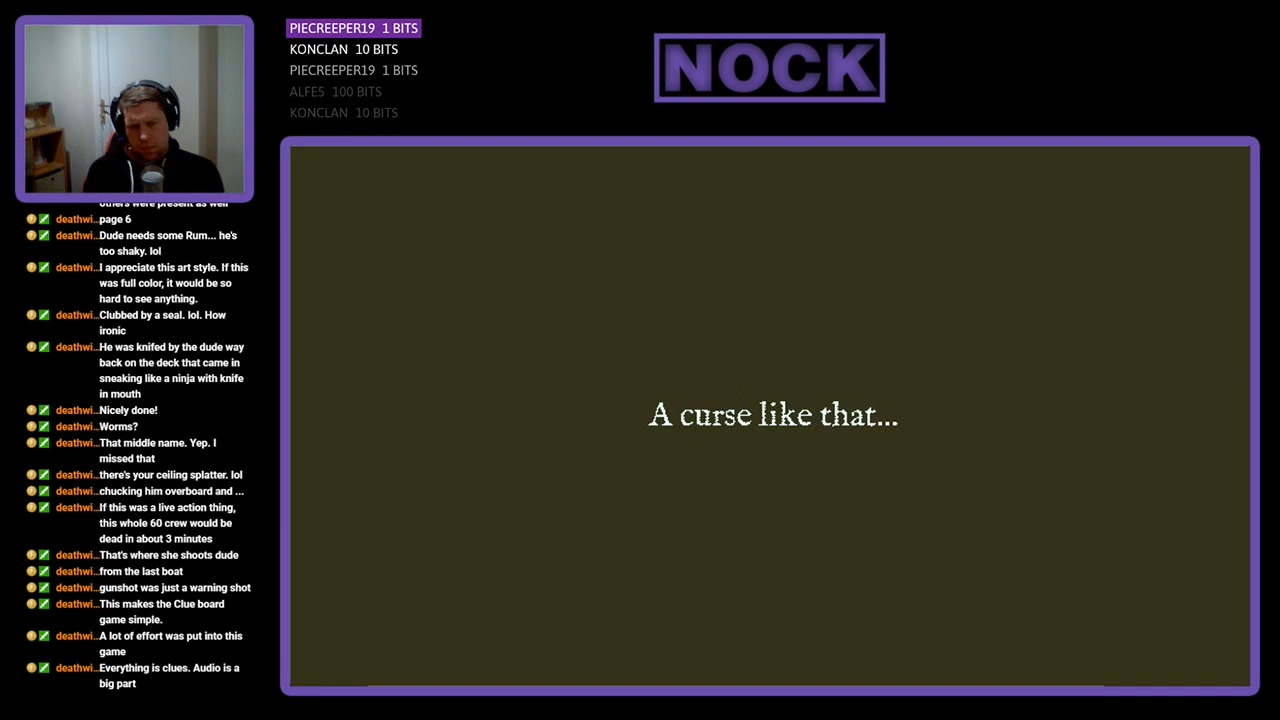 PIECREEPER19 1 BITS
KONCLAN 10 BITS
PIECREEPER19 1 BITS
ALFE5 100 BITS
KONCLAN 10 BITS
NOCK
others were present as well
deathwi...page 6
deathwi...Dude needs some Rum... he's
too shaky. lol
deathwi...I appreciate this art style. If this
was full color, it would be so
hard to see anything.
deathwi...Clubbed by a seal. lol. How
ironic
deathwi...He was knifed by the dude way
back on the deck that came in
sneaking like a ninja with knife
in mouth
deathwi...Nicely done!
deathwi...Worms?
deathwi...That middle name. Yep. I
missed that
deathwi...there's your ceiling splatter. lol
deathwi...chucking him overboard and ...
deathwi...If this was a live action thing,
this whole 60 crew would be
dead in about 3 minutes
deathwi...That's where she shoots dude
deathwi...from the last boat
deathwi...gunshot was just a warning shot
deathwi...This makes the Clue board
game simple.
deathwi...A lot of effort was put into this
game
deathwi...Everything is clues. Audio is a
big part
A curse like that...